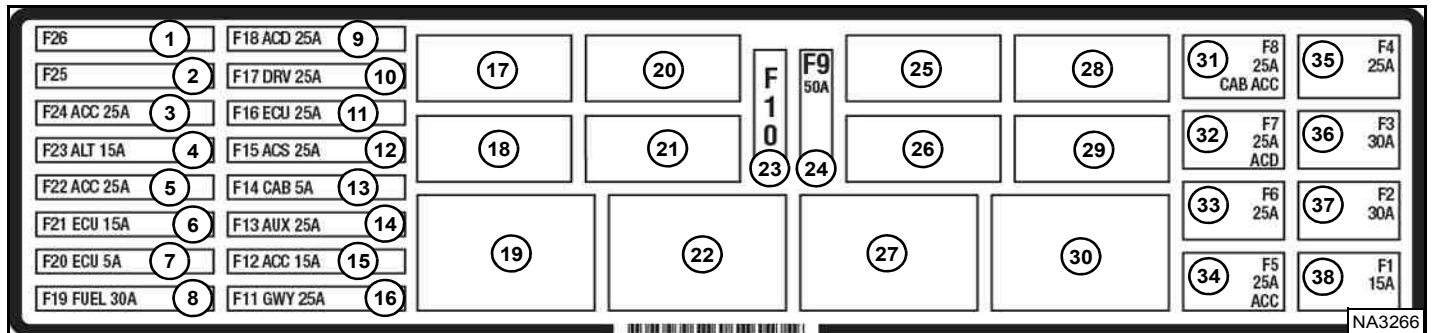 F26 1
F25 2
F24 ACC 25A 3
F23 ALT 15A 4
F22 ACC 25A 5
F21 ECU 15A 6
F20 ECU 5A 7
F19 FUEL 30A 8
F18 ACD 25A 9
F17 DRV 25A 10
F16 ECU 25A 11
F15 ACS 25A 12
F14 CAB 5A 13
F13 AUX 25A 14
F12 ACC 15A 15
F11 GWY 25A 16
17
18
19
20
21
22
F10
23
F9
50A
24
25
26
27
28
29
30
31 F8
25A
CAB ACC
32 F7
25A
ACD
33 F6
25A
34 F5
25A
ACC
35 F4
25A
36 F3
30A
37 F2
30A
38 F1
15A
NA3266